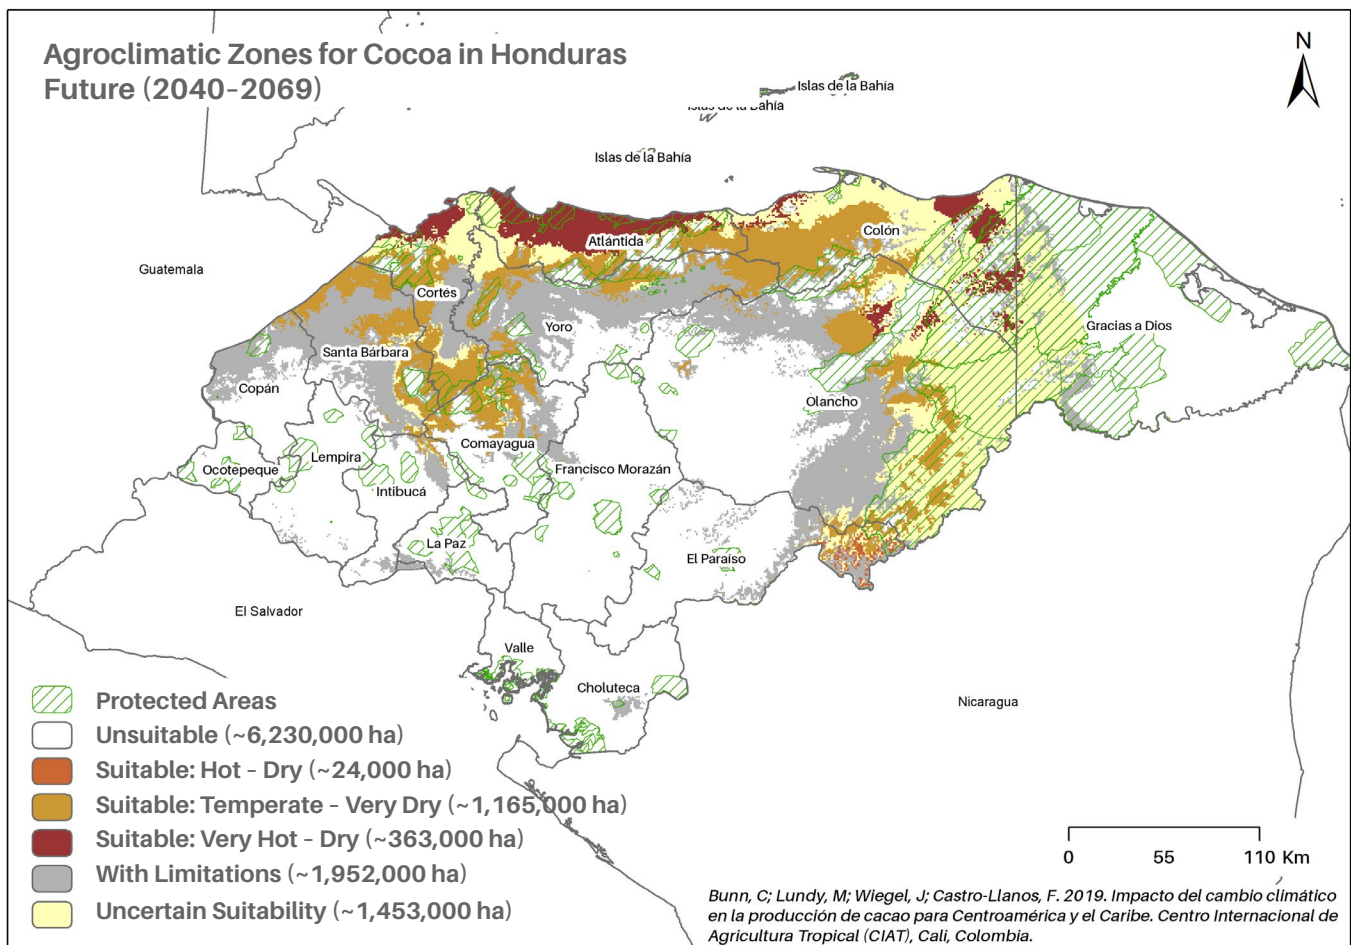 Agroclimatic Zones for Cocoa in Honduras
Future (2040-2069)
N
Islas de la Bahía
Islas de la Bahía
Islas de la Bahía
Guatemala
Atlántida
Colón
Cortés
Yoro
Gracias a Dios
Santa Bárbara
Copán
Olancho
Comayagua
Ocotepeque
Lempira
Francisco Morazán
Intibucá
La Paz
El Paraíso
El Salvador
Valle
Choluteca
Nicaragua
Protected Areas
Unsuitable (~6,230,000 ha)
Suitable: Hot - Dry (~24,000 ha)
Suitable: Temperate - Very Dry (~1,165,000 ha)
Suitable: Very Hot - Dry (~363,000 ha)
With Limitations (~1,952,000 ha)
Uncertain Suitability (~1,453,000 ha)
0 55 110 Km
Bunn, C; Lundy, M; Wiegel, J; Castro-Llanos, F. 2019. Impacto del cambio climático
en la producción de cacao para Centroamérica y el Caribe. Centro Internacional de
Agricultura Tropical (CIAT), Cali, Colombia.